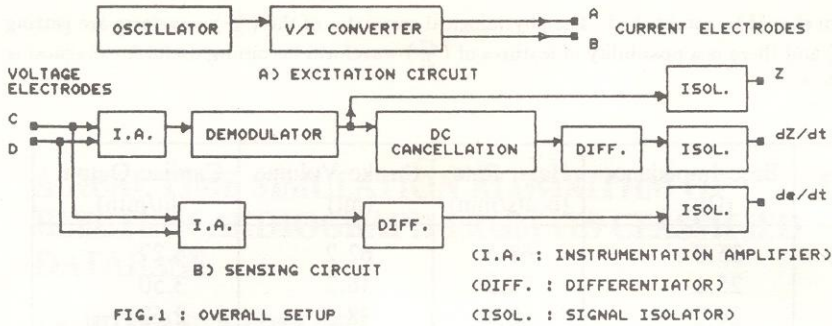 OSCILLATOR
V/I CONVERTER
A
B
CURRENT ELECTRODES
A) EXCITATION CIRCUIT
VOLTAGE
ELECTRODES
C
D
I.A.
DEMODULATOR
DC
CANCELLATION
DIFF.
ISOL.
Z
ISOL.
dZ/dt
I.A.
DIFF.
ISOL.
de/dt
B) SENSING CIRCUIT
(I.A. : INSTRUMENTATION AMPLIFIER)
(DIFF. : DIFFERENTIATOR)
FIG.1 : OVERALL SETUP
(ISOL. : SIGNAL ISOLATOR)